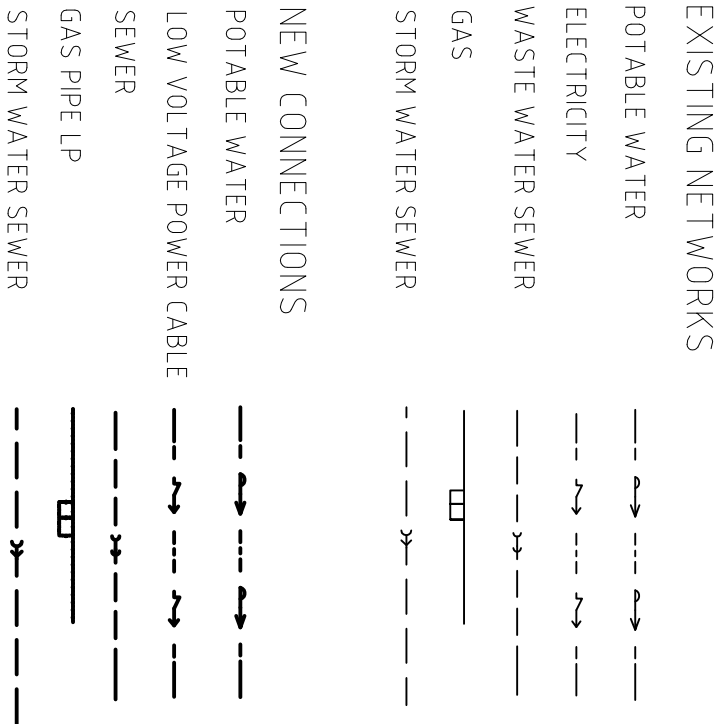 EXISTING NETWORKS
POTABLE WATER
ELECTRICITY
WASTE WATER SEWER
GAS
STORM WATER SEWER
NEW CONNECTIONS
POTABLE WATER
LOW VOLTAGE POWER CABLE
SEWER
GAS PIPE LP
STORM WATER SEWER